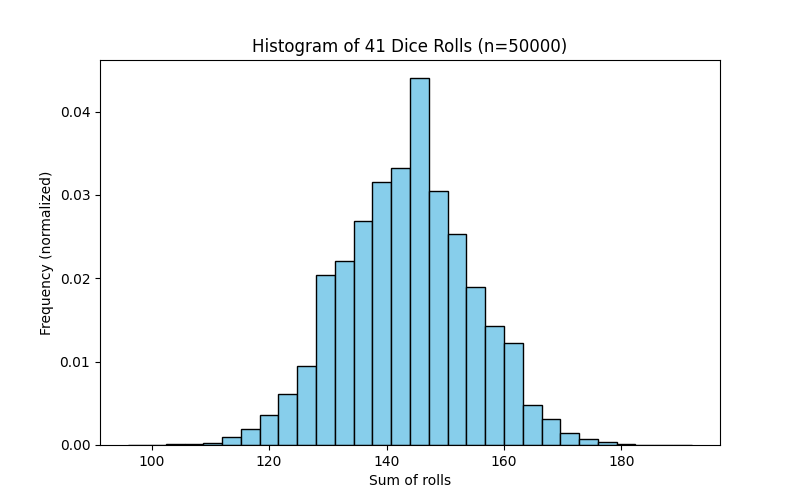 Histogram of 41 Dice Rolls (n=50000)
Frequency (normalized)
0.04
0.03
0.02
0.01
0.00
100 120 140 160 180
Sum of rolls